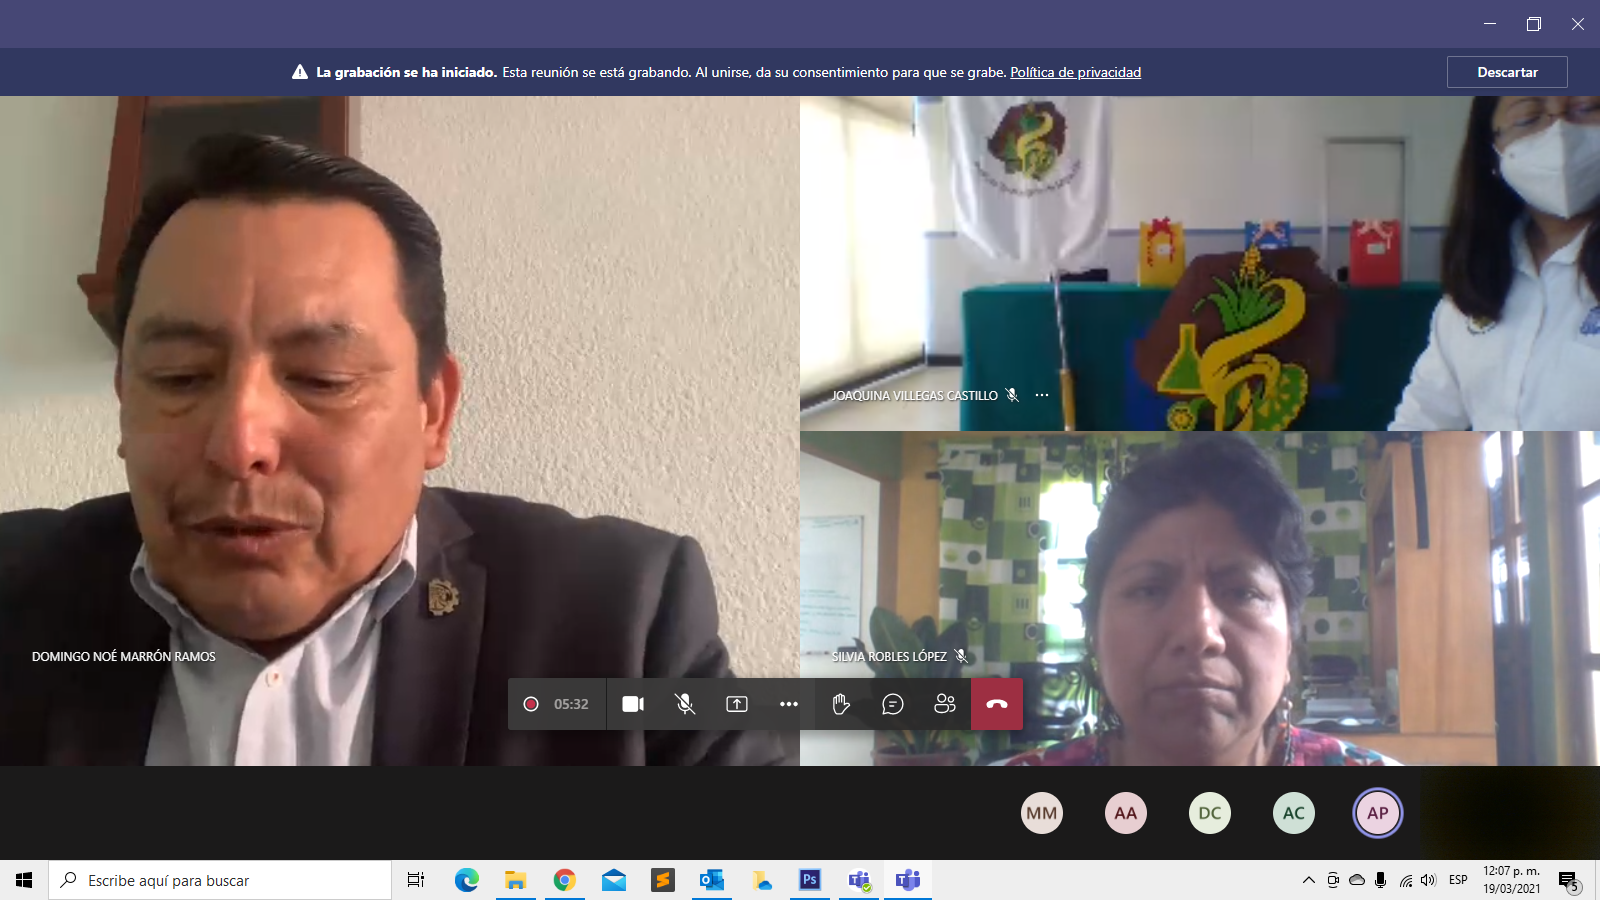 La grabación se ha iniciado. Esta reunión se está grabando. Al unirse, da su consentimiento para que se grabe. Política de privacidad
Descartar
JOAQUINA VILLEGAS CASTILLO
DOMINGO NOÉ MARRÓN RAMOS
SILVIA ROBLES LÓPEZ
05:32
MM
AA
DC
AC
AP
Escribe aquí para buscar
Ps
ESP
12:07 p. m.
19/03/2021
5